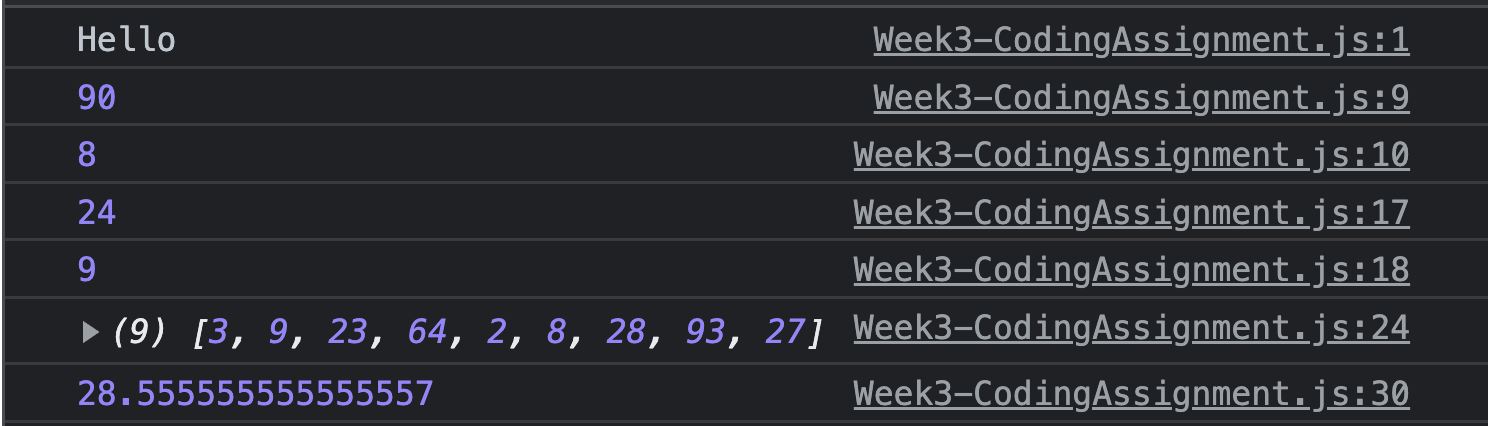 Hello Week3-CodingAssignment.js:1
90 Week3-CodingAssignment.js:9
8 Week3-CodingAssignment.js:10
24 Week3-CodingAssignment.js:17
9 Week3-CodingAssignment.js:18
▶ (9) [3, 9, 23, 64, 2, 8, 28, 93, 27] Week3-CodingAssignment.js:24
28.555555555555557 Week3-CodingAssignment.js:30